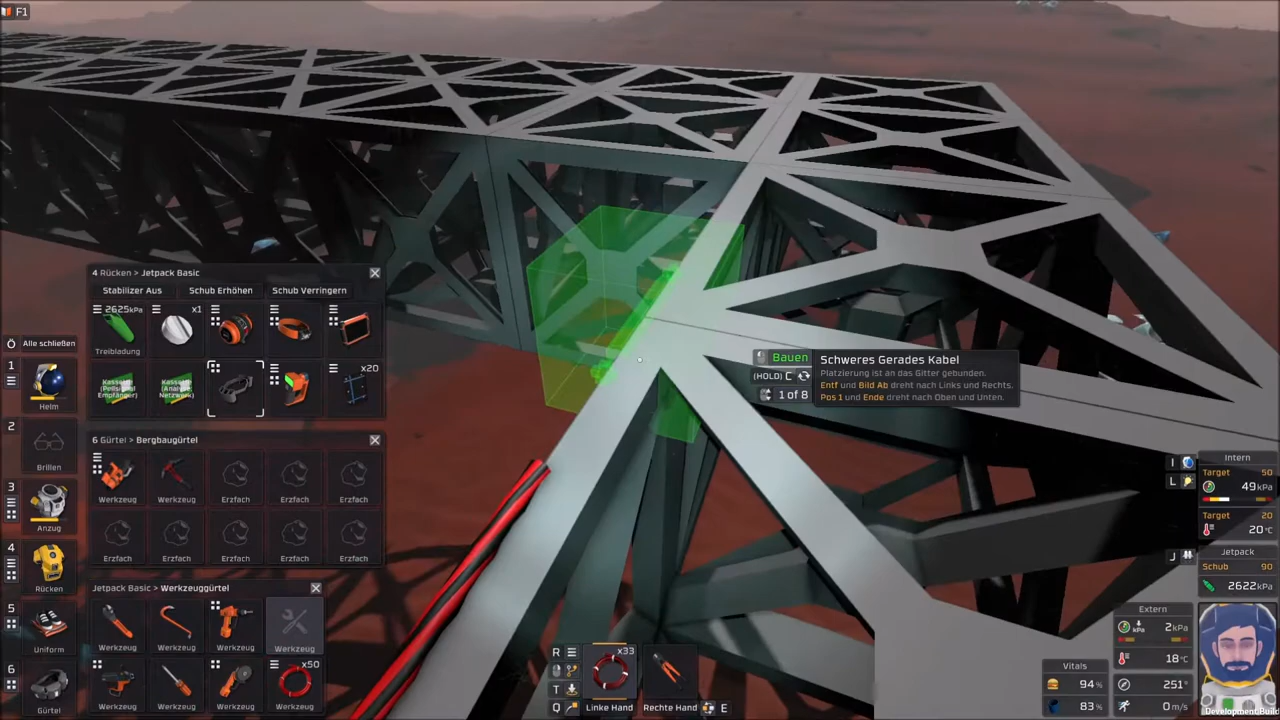 F1
4 Rücken > Jetpack Basic
Stabilizer Aus
Schub Erhöhen
Schub Verringern
2625kPa
x1
Treibladung
x20
Alle schließen
1
Helm
2
Brillen
3
Anzug
4
Rücken
5
Uniform
6
Gürtel
6 Gürtel > Bergbaugürtel
Werkzeug
Werkzeug
Erzfach
Erzfach
Erzfach
Erzfach
Erzfach
Erzfach
Erzfach
Erzfach
Jetpack Basic > Werkzeuggürtel
Werkzeug
Werkzeug
Werkzeug
Werkzeug
x50
Werkzeug
Werkzeug
Werkzeug
Werkzeug
Bauen
(HOLD) C
1 of 8
Schweres Gerades Kabel
Platzierung ist an das Gitter gebunden.
Entf und Bild Ab dreht nach Links und Rechts.
Pos 1 und Ende dreht nach Oben und Unten.
R
T
Q
x33
Linke Hand
Rechte Hand
E
I
L
J
Intern
Target 50
49kPa
Target 20
20°C
Jetpack
Schub 90
2622kPa
Extern
2kPa
18°C
251°
0m/s
Vitals
94%
83%
Development Build